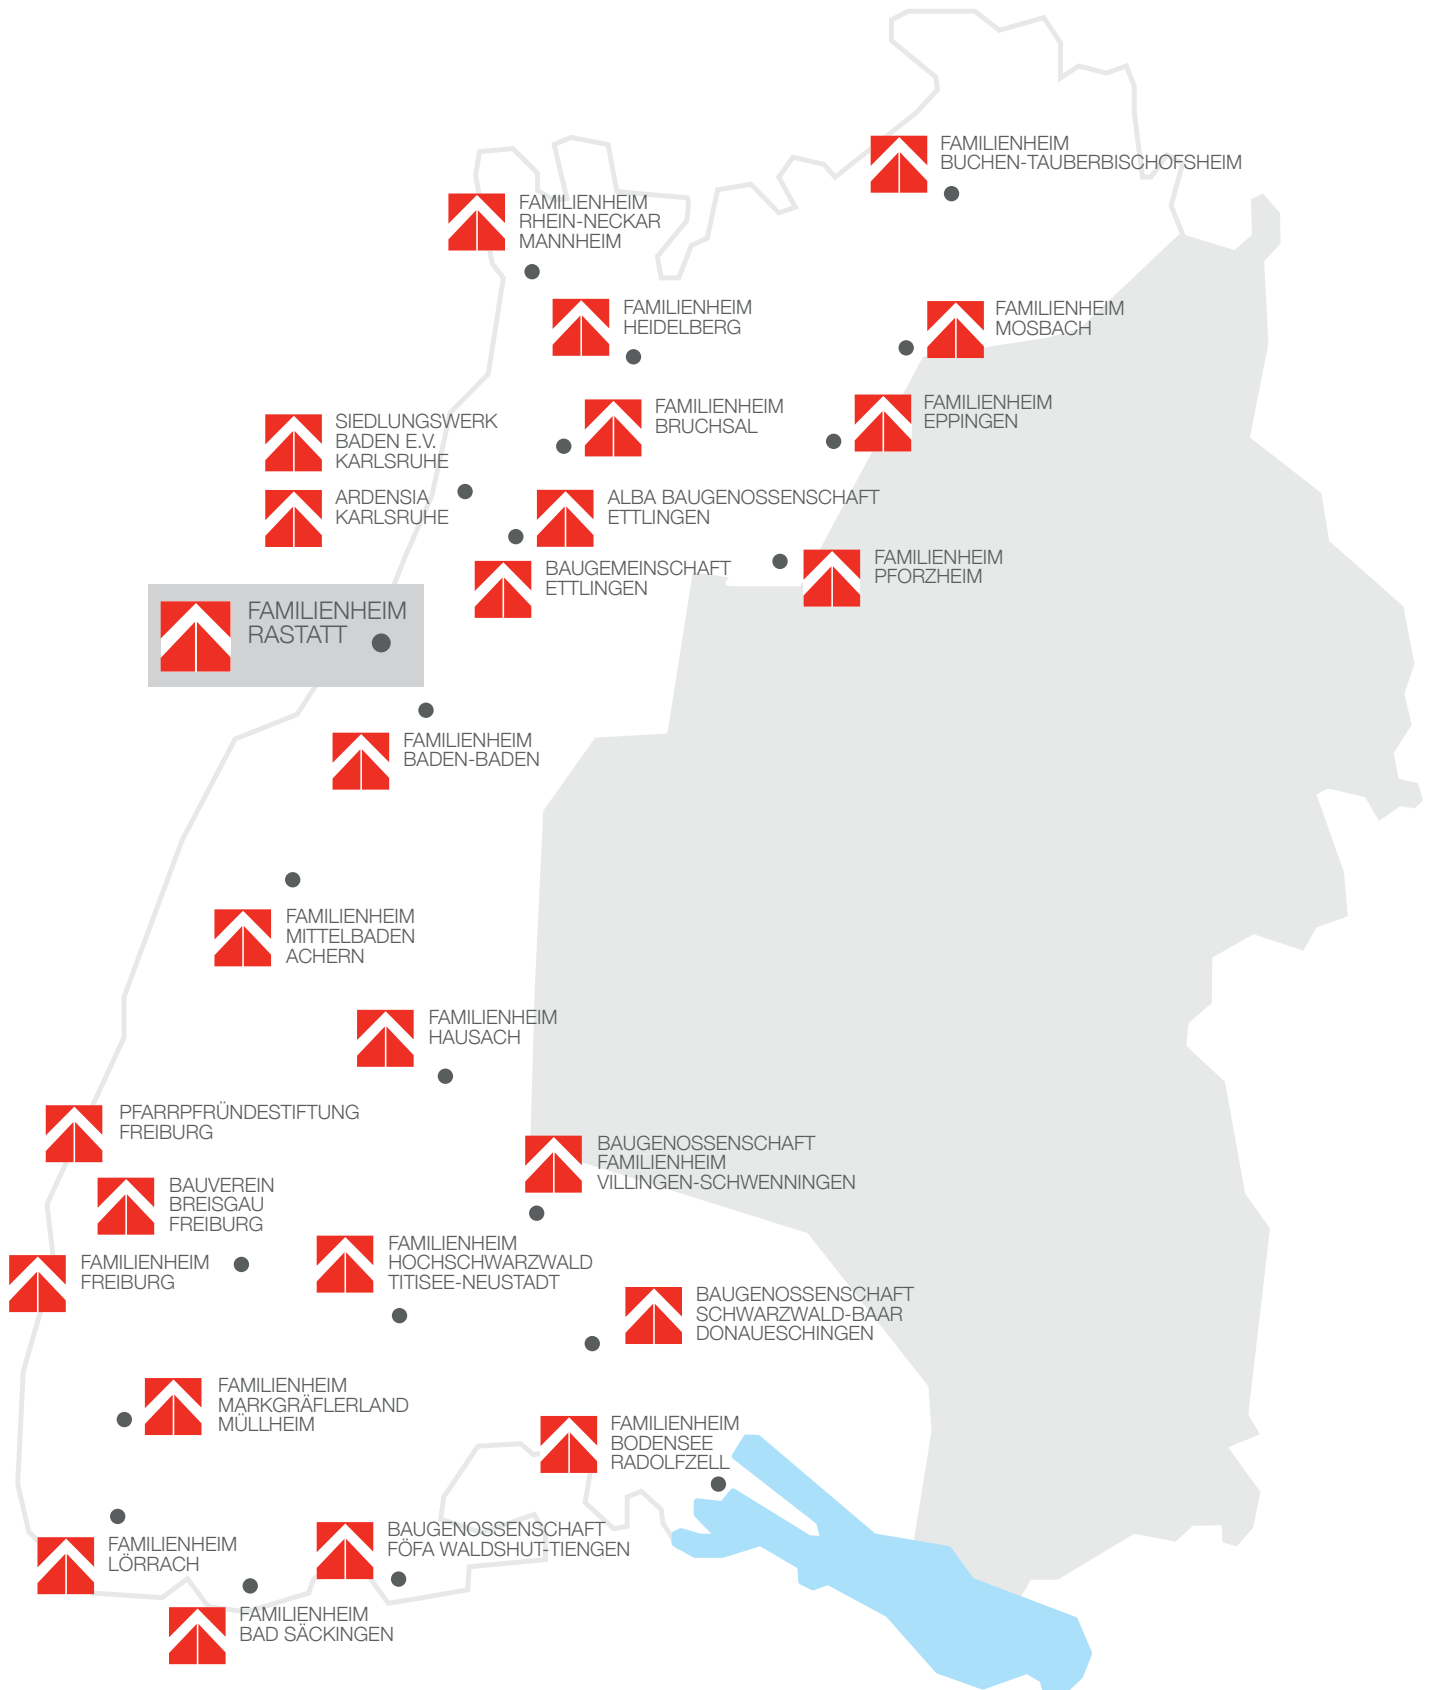 FAMILIENHEIM
BUCHEN-TAUBERBISCHOFSHEIM
FAMILIENHEIM
RHEIN-NECKAR
MANNHEIM
FAMILIENHEIM
HEIDELBERG
FAMILIENHEIM
MOSBACH
FAMILIENHEIM
BRUCHSAL
FAMILIENHEIM
EPPINGEN
SIEDLUNGSWERK
BADEN E.V.
KARLSRUHE
ARDENSIA
KARLSRUHE
ALBA BAUGENOSSENSCHAFT
ETTLINGEN
BAUGEMEINSCHAFT
ETTLINGEN
FAMILIENHEIM
PFORZHEIM
FAMILIENHEIM
RASTATT
FAMILIENHEIM
BADEN-BADEN
FAMILIENHEIM
MITTELBADEN
ACHERN
FAMILIENHEIM
HAUSACH
PFARRPFRÜNDESTIFTUNG
FREIBURG
BAUGENOSSENSCHAFT
FAMILIENHEIM
VILLINGEN-SCHWENNINGEN
BAUVEREIN
BREISGAU
FREIBURG
FAMILIENHEIM
FREIBURG
FAMILIENHEIM
HOCHSCHWARZWALD
TITISEE-NEUSTADT
BAUGENOSSENSCHAFT
SCHWARZWALD-BAAR
DONAUESCHINGEN
FAMILIENHEIM
MARKGRÄFLERLAND
MÜLLHEIM
FAMILIENHEIM
BODENSEE
RADOLFZELL
FAMILIENHEIM
LÖRRACH
BAUGENOSSENSCHAFT
FÖFA WALDSHUT-TIENGEN
FAMILIENHEIM
BAD SÄCKINGEN